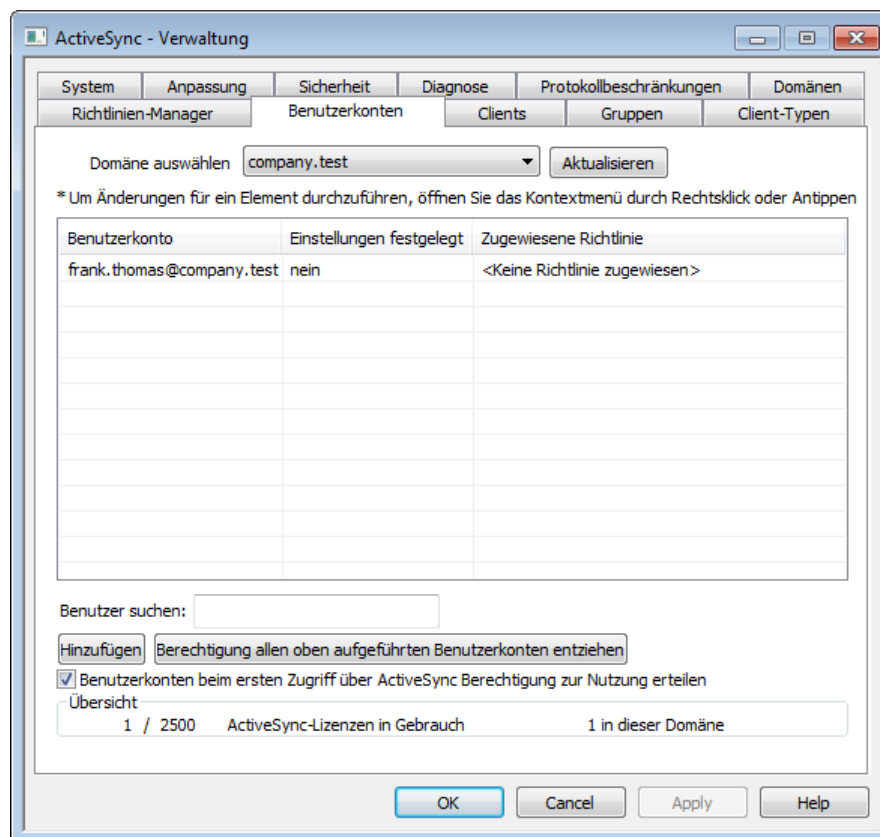 ActiveSync - Verwaltung
System Anpassung Sicherheit Diagnose Protokollbeschränkungen Domänen
Richtlinien-Manager Benutzerkonten Clients Gruppen Client-Typen
Domäne auswählen company.test Aktualisieren
* Um Änderungen für ein Element durchzuführen, öffnen Sie das Kontextmenü durch Rechtsklick oder Antippen
Benutzerkonto Einstellungen festgelegt Zugewiesene Richtlinie
frank.thomas@company.test nein <Keine Richtlinie zugewiesen>
Benutzer suchen:
Hinzufügen Berechtigung allen oben aufgeführten Benutzerkonten entziehen
Benutzerkonten beim ersten Zugriff über ActiveSync Berechtigung zur Nutzung erteilen
Übersicht
1 / 2500 ActiveSync-Lizenzen in Gebrauch 1 in dieser Domäne
OK Cancel Apply Help